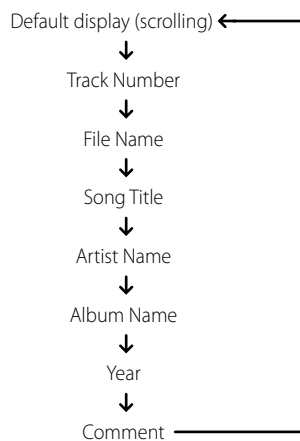 Default display (scrolling)
Track Number
File Name
Song Title
Artist Name
Album Name
Year
Comment